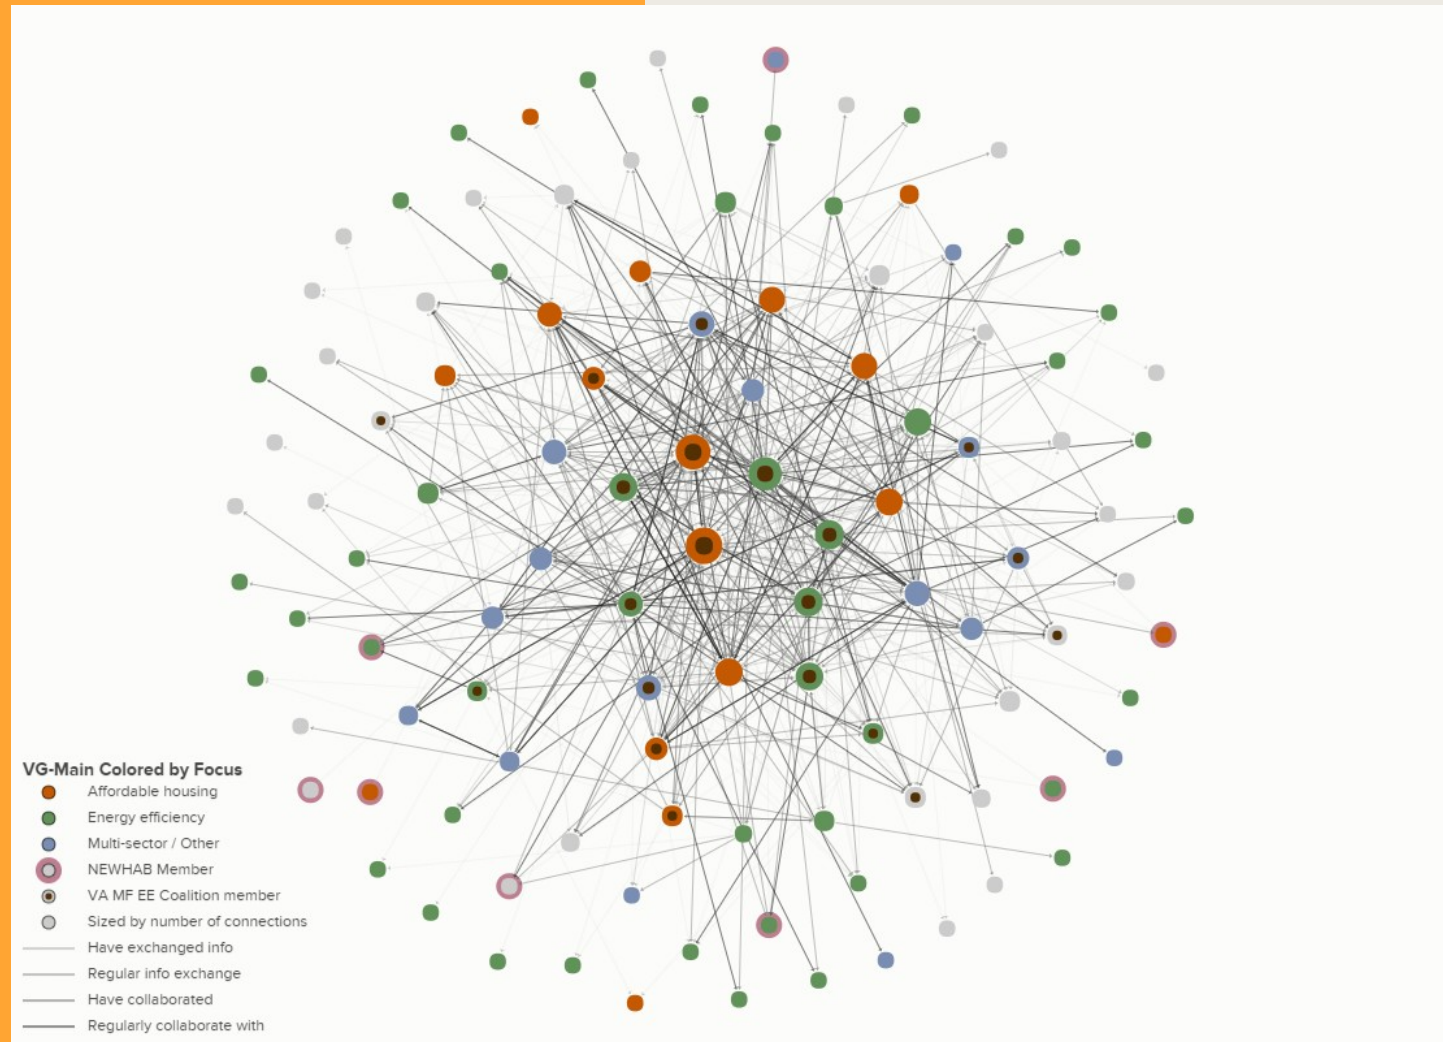 VG-Main Colored by Focus
Affordable housing
Energy efficiency
Multi-sector / Other
NEWHAB Member
VA MF EE Coalition member
Sized by number of connections
Have exchanged info
Regular info exchange
Have collaborated
Regularly collaborate with